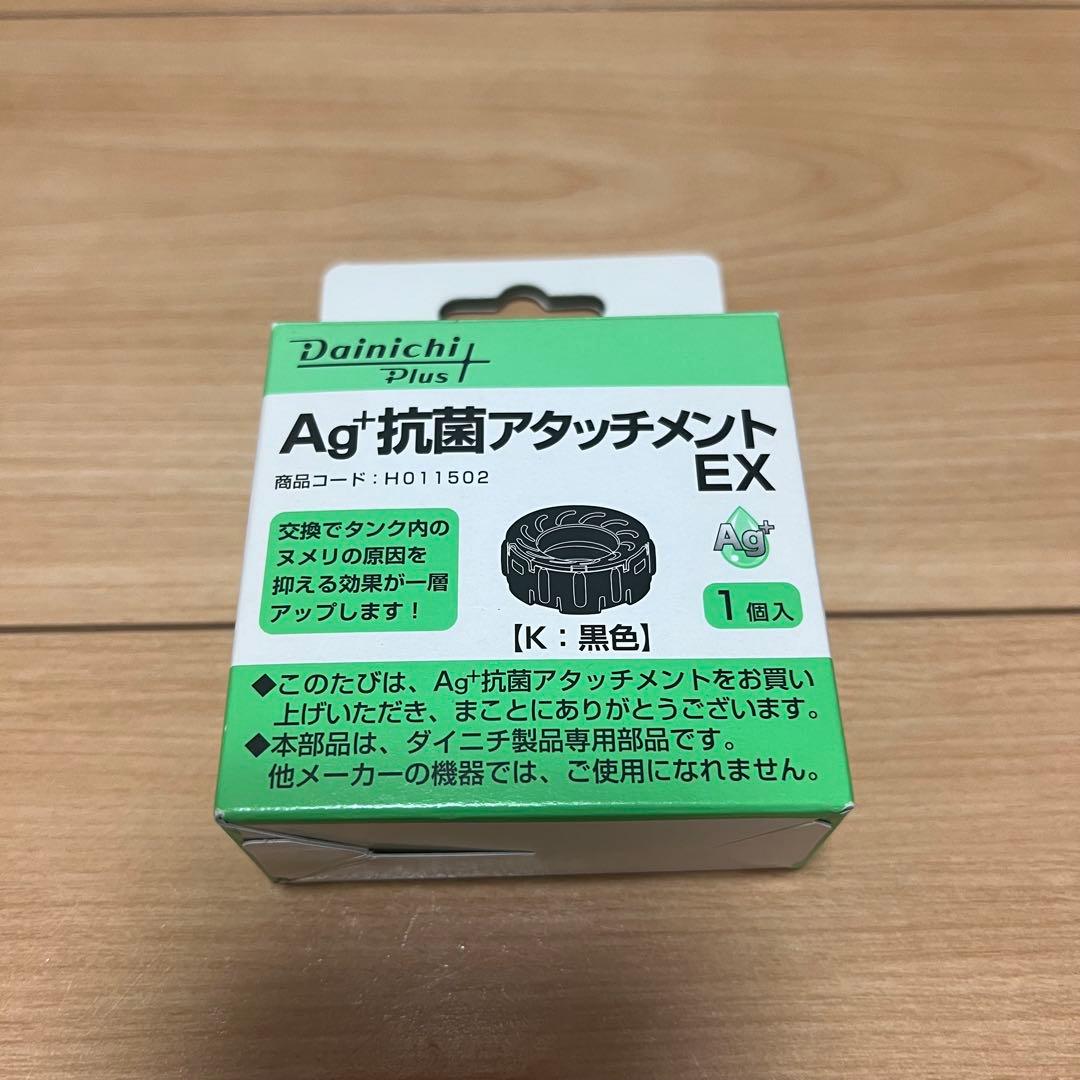 Dainichi
Plus
Ag⁺抗菌アタッチメント
EX
商品コード：H011502
交換でタンク内の
ヌメリの原因を
抑える効果が一層
アップします！
Ag⁺
1個入
【K：黒色】
◆このたびは、Ag⁺抗菌アタッチメントをお買い
上げいただき、まことにありがとうございます。
◆本部品は、ダイニチ製品専用部品です。
他メーカーの機器では、ご使用になれません。